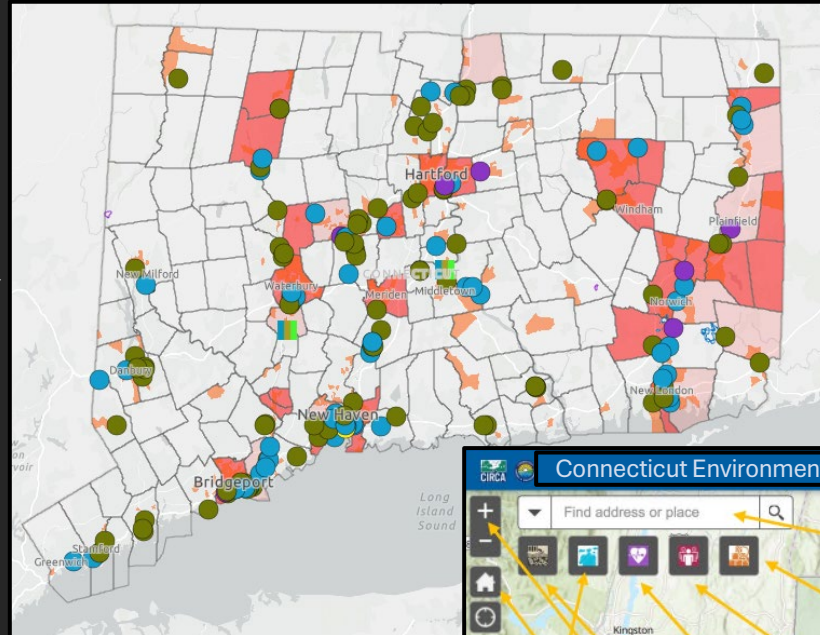 Hartford
Windham
Plainfield
New Milford
CONNECTICUT
Waterbury
Meriden
Middletown
Norwich
Danbury
New London
New Haven
Bridgeport
Long
Island
Sound
Stamford
Greenwich
CIRCA
Connecticut Environmen
+
Find address or place
−
Kingston